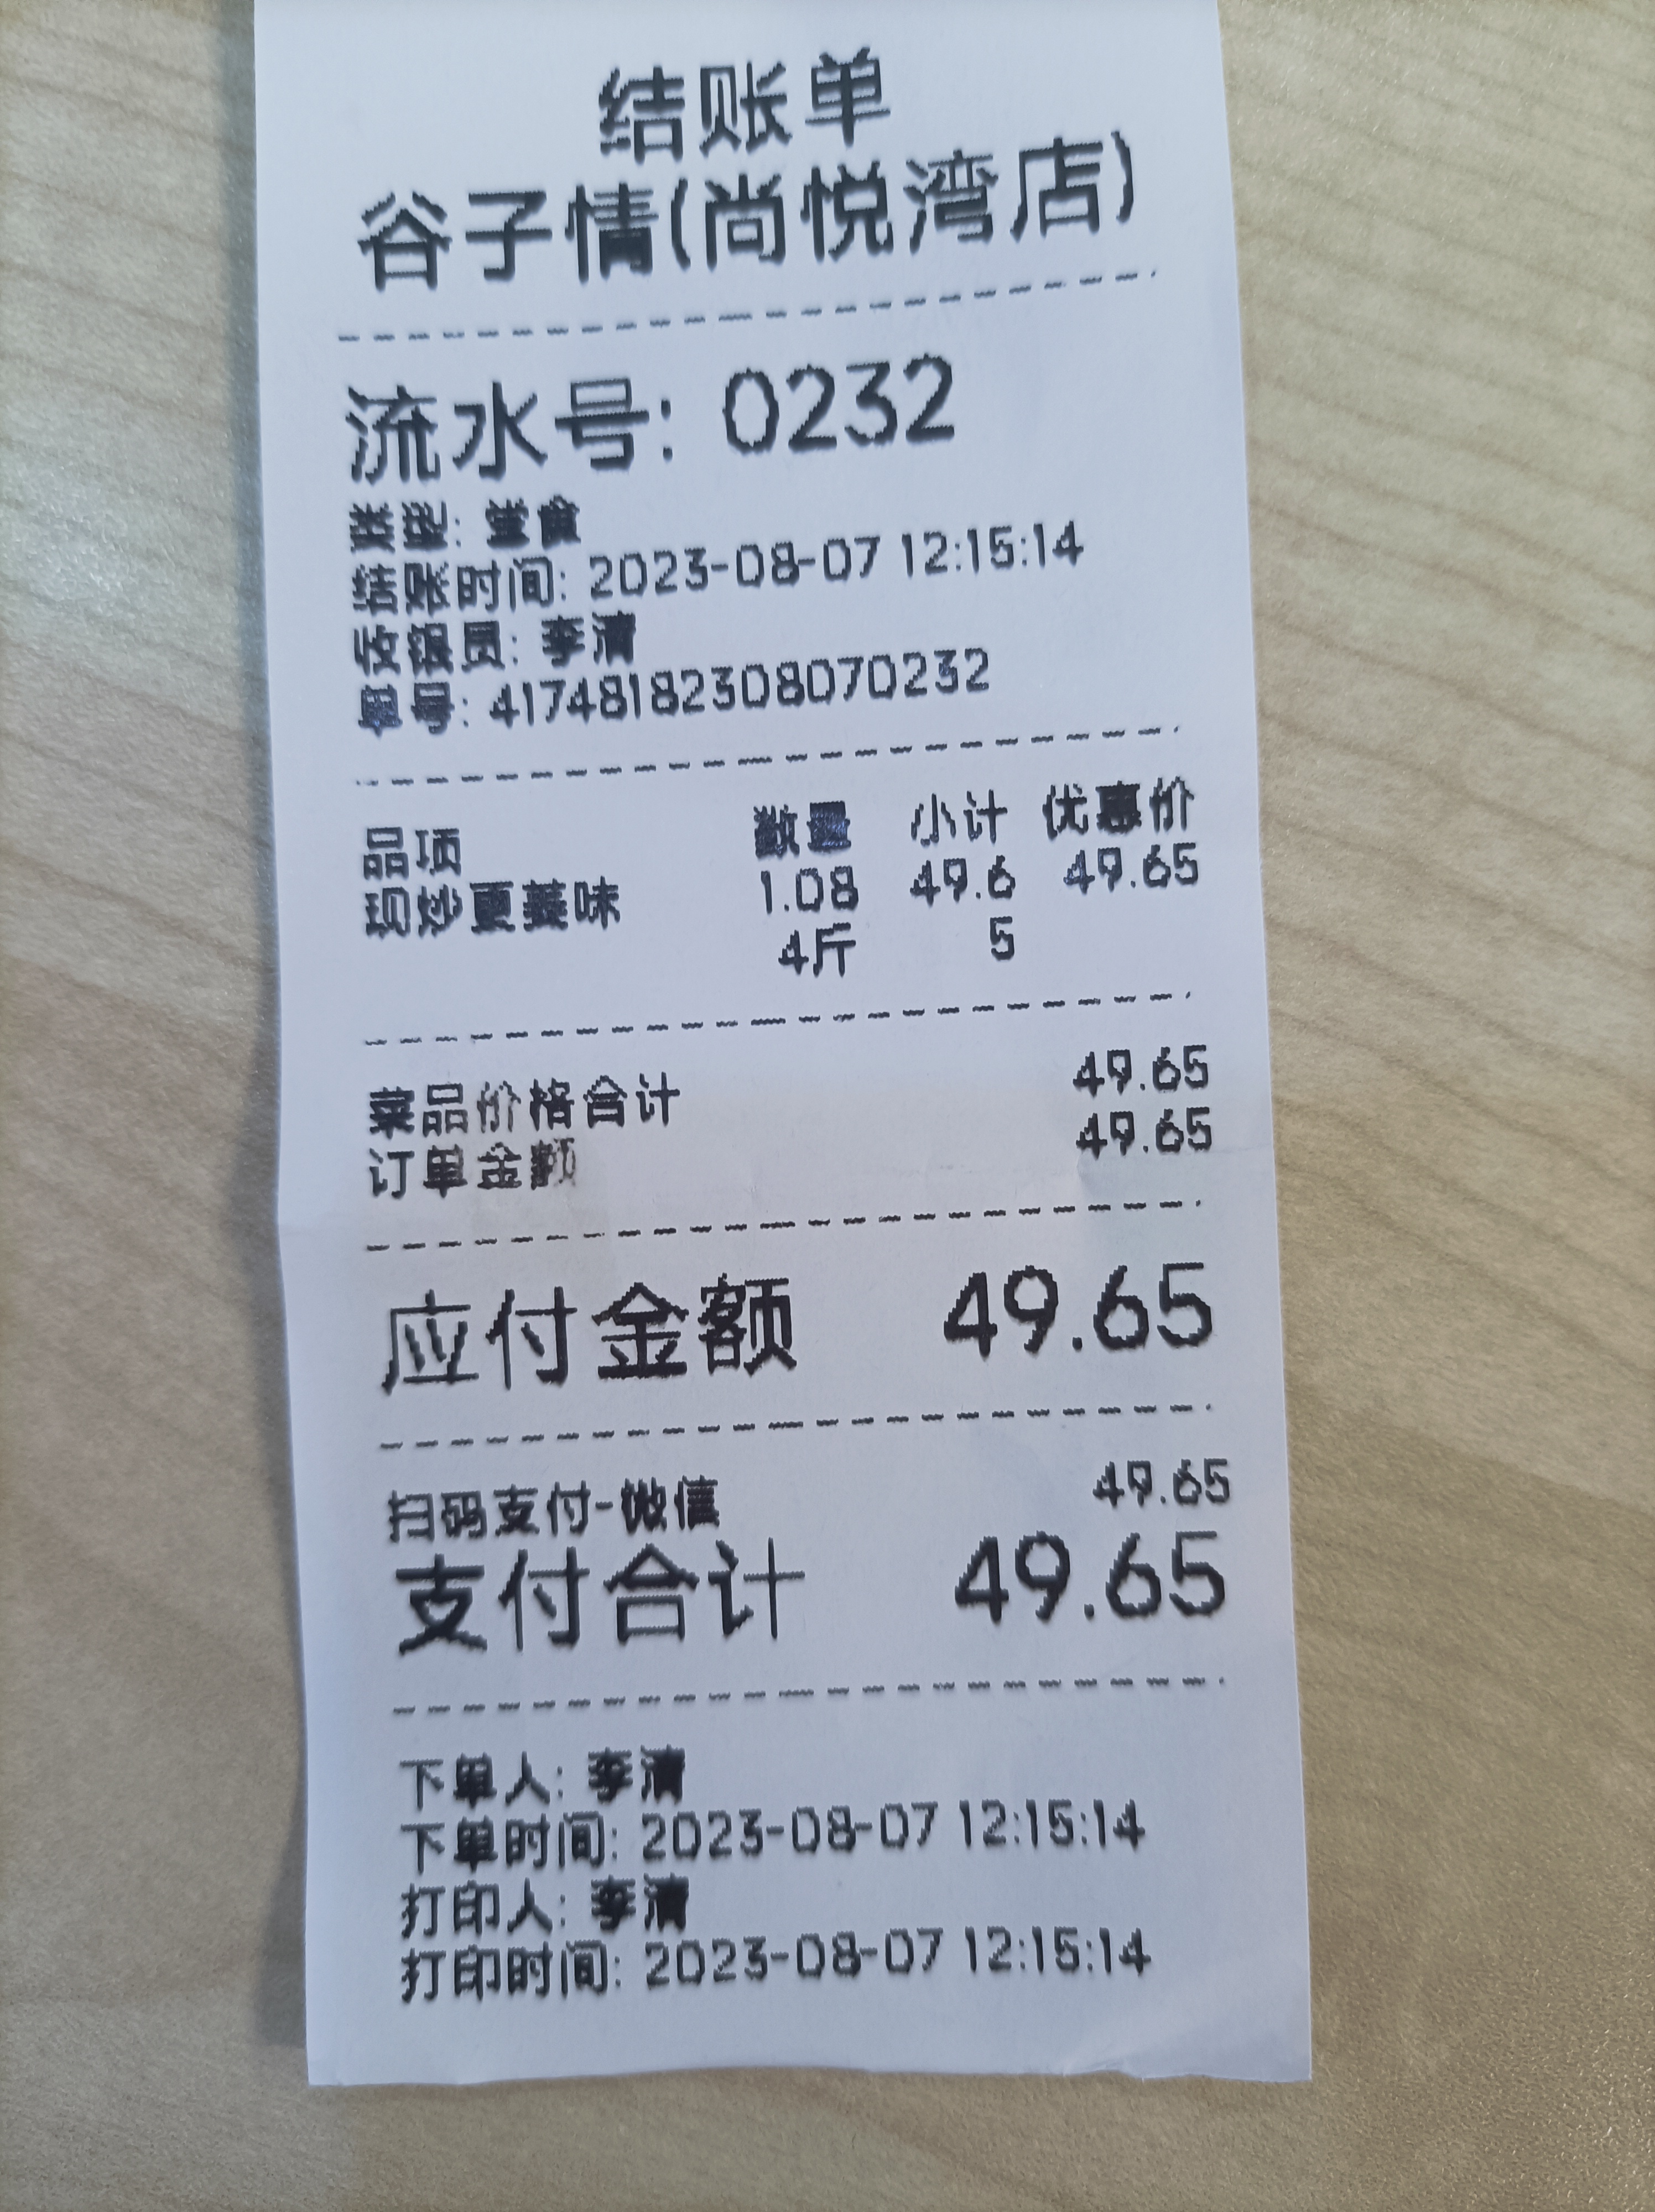 结账单
谷子情(尚悦湾店)
流水号: 0232
类型: 堂食
结账时间: 2023-08-07 12:15:14
收银员: 李清
单号: 41748182308070232
品项 数量 小计 优惠价
现炒更美味 1.08 49.6 49.65
4斤 5
菜品价格合计 49.65
订单金额 49.65
应付金额 49.65
扫码支付-微信 49.65
支付合计 49.65
下单人: 李清
下单时间: 2023-08-07 12:15:14
打印人: 李清
打印时间: 2023-08-07 12:15:14